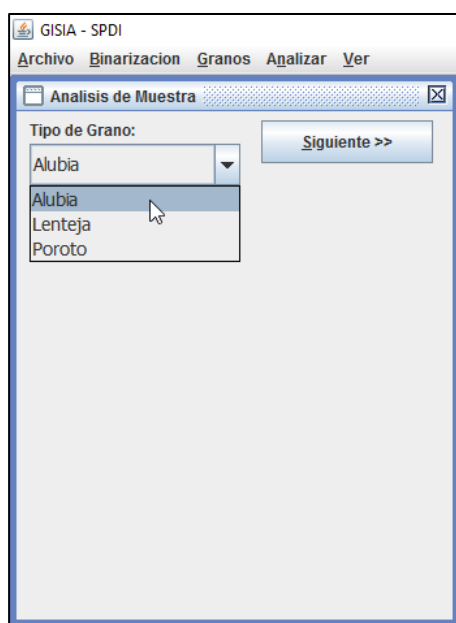 GISIA - SPDI
Archivo Binarizacion Granos Analizar Ver
Analisis de Muestra
Tipo de Grano:
Siguiente >>
Alubia
Alubia
Lenteja
Poroto